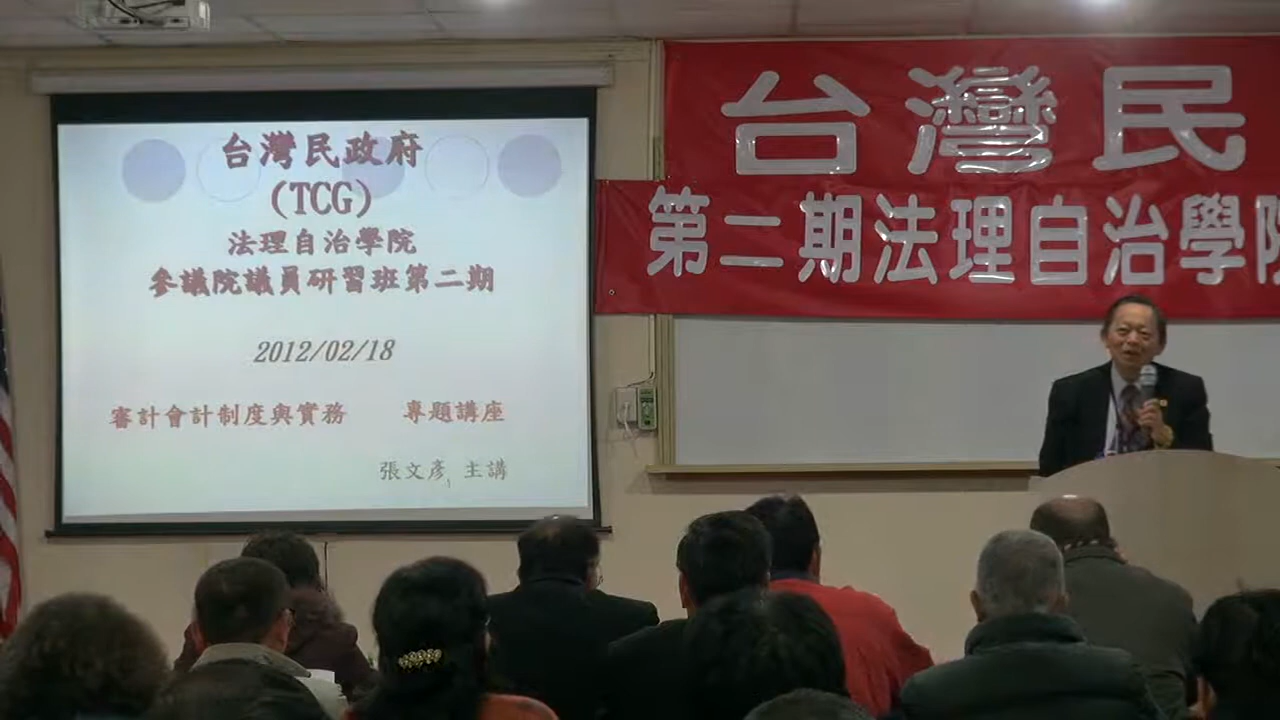 台灣民政府
(TCG)
法理自治學院
參議院議員研習班第二期
2012/02/18
審計會計制度與實務 專題講座
張文彥 主講
1
台灣民
第二期法理自治學院